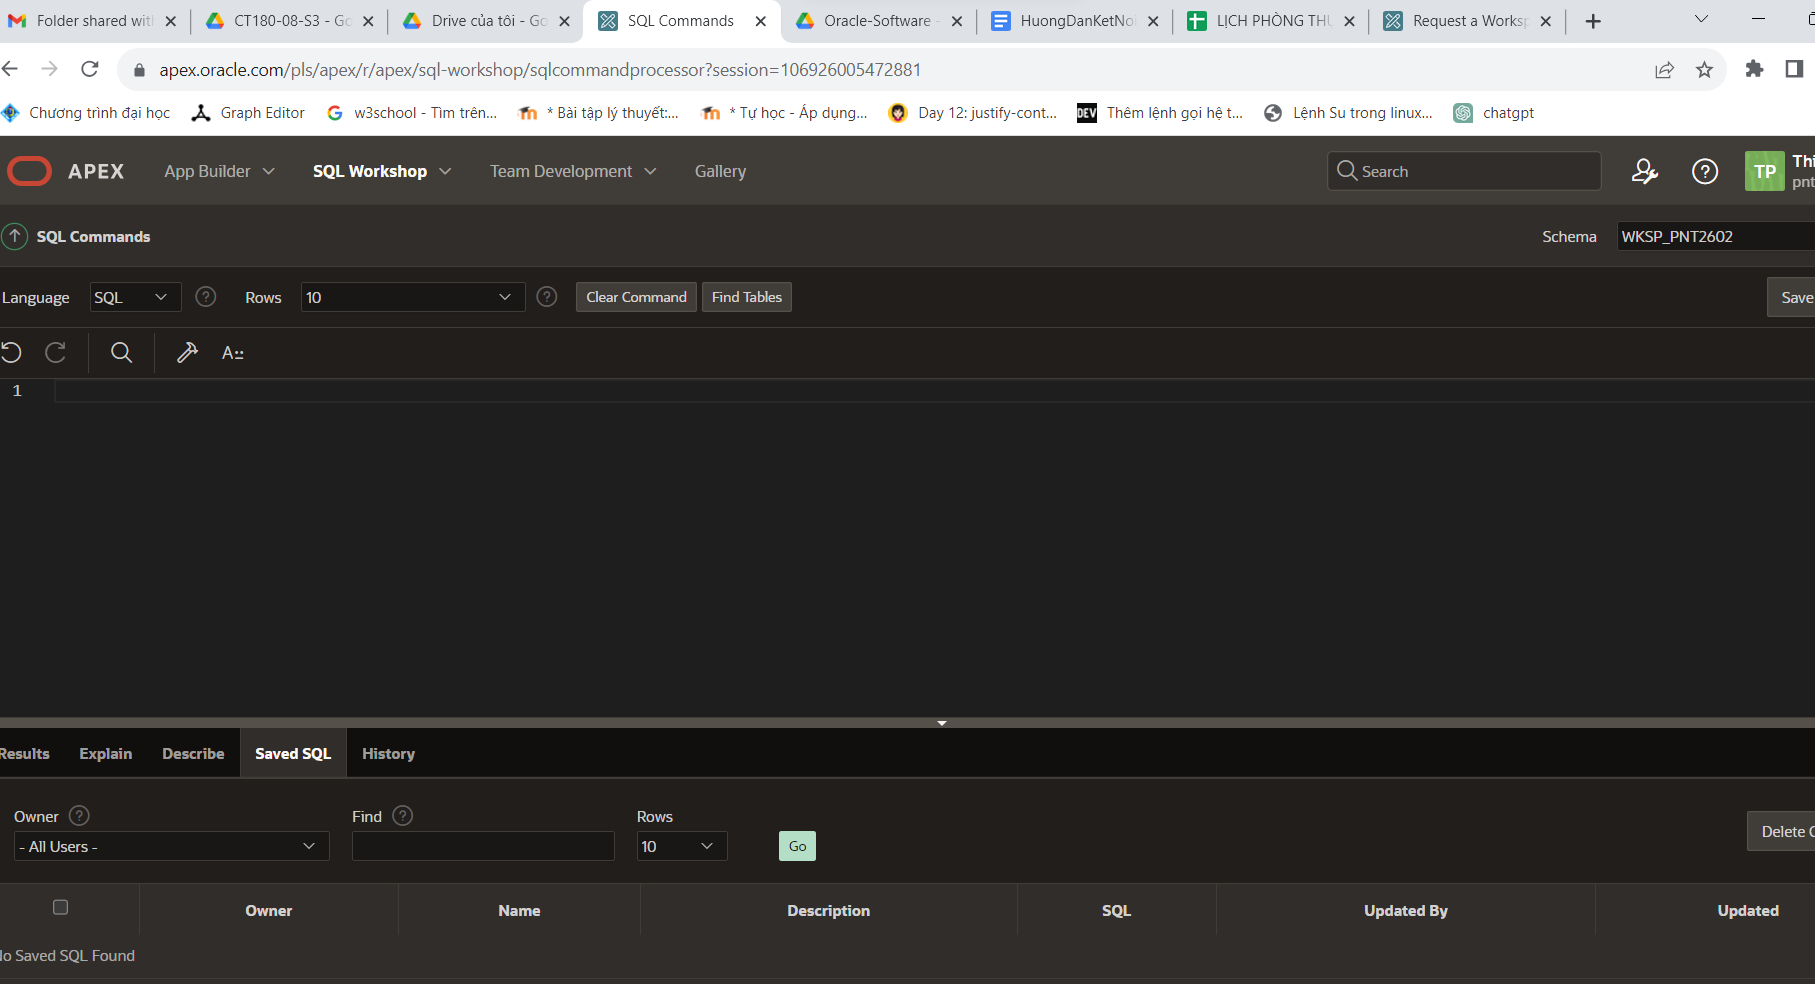 Folder shared wit
CT180-08-S3 - Go
Drive của tôi - Go
SQL Commands
Oracle-Software -
HuongDanKetNoi
LỊCH PHÒNG THU
Request a Worksp
apex.oracle.com/pls/apex/r/apex/sql-workshop/sqlcommandprocessor?session=106926005472881
Chương trình đại học
Graph Editor
w3school - Tìm trên...
* Bài tập lý thuyết:...
* Tự học - Áp dụng...
Day 12: justify-cont...
DEV
Thêm lệnh gọi hệ t...
Lệnh Su trong linux...
chatgpt
APEX
App Builder
SQL Workshop
Team Development
Gallery
Search
TP
Thi
pnt
SQL Commands
Schema
WKSP_PNT2602
Language
SQL
Rows
10
Clear Command
Find Tables
Save
A::
1
Results
Explain
Describe
Saved SQL
History
Owner
Find
Rows
- All Users -
10
Go
Delete C
Owner
Name
Description
SQL
Updated By
Updated
No Saved SQL Found